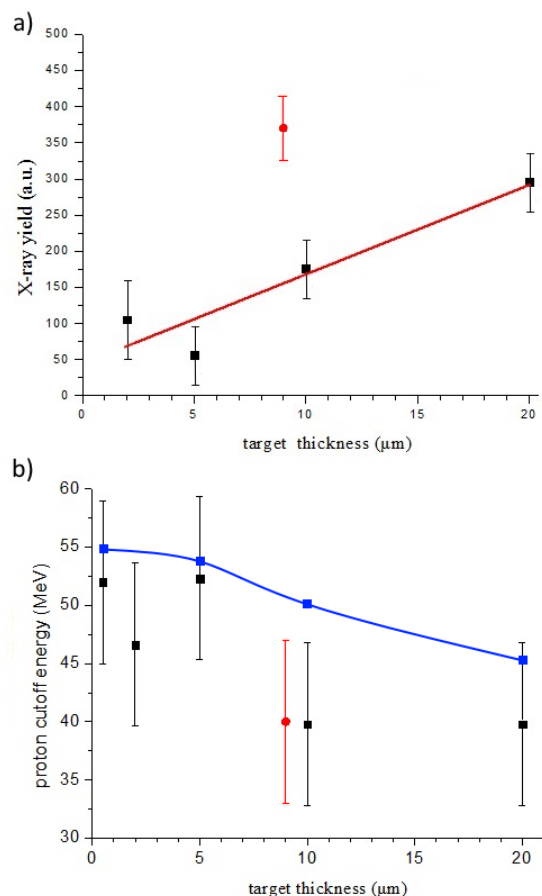 a)
500
450
400
350
300
250
200
150
100
50
0
X-ray yield (a.u.)
0 5 10 15 20
target thickness (μm)
b)
60
55
50
45
40
35
30
proton cutoff energy (MeV)
0 5 10 15 20
target thickness (μm)